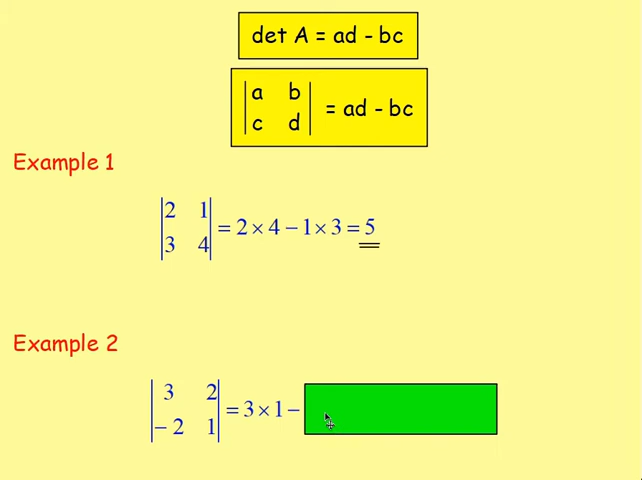 det A = ad - bc
a b
c d
= ad - bc
Example 1
2 1
3 4
= 2 × 4 − 1 × 3 = 5
Example 2
3 2
− 2 1
= 3 × 1 −